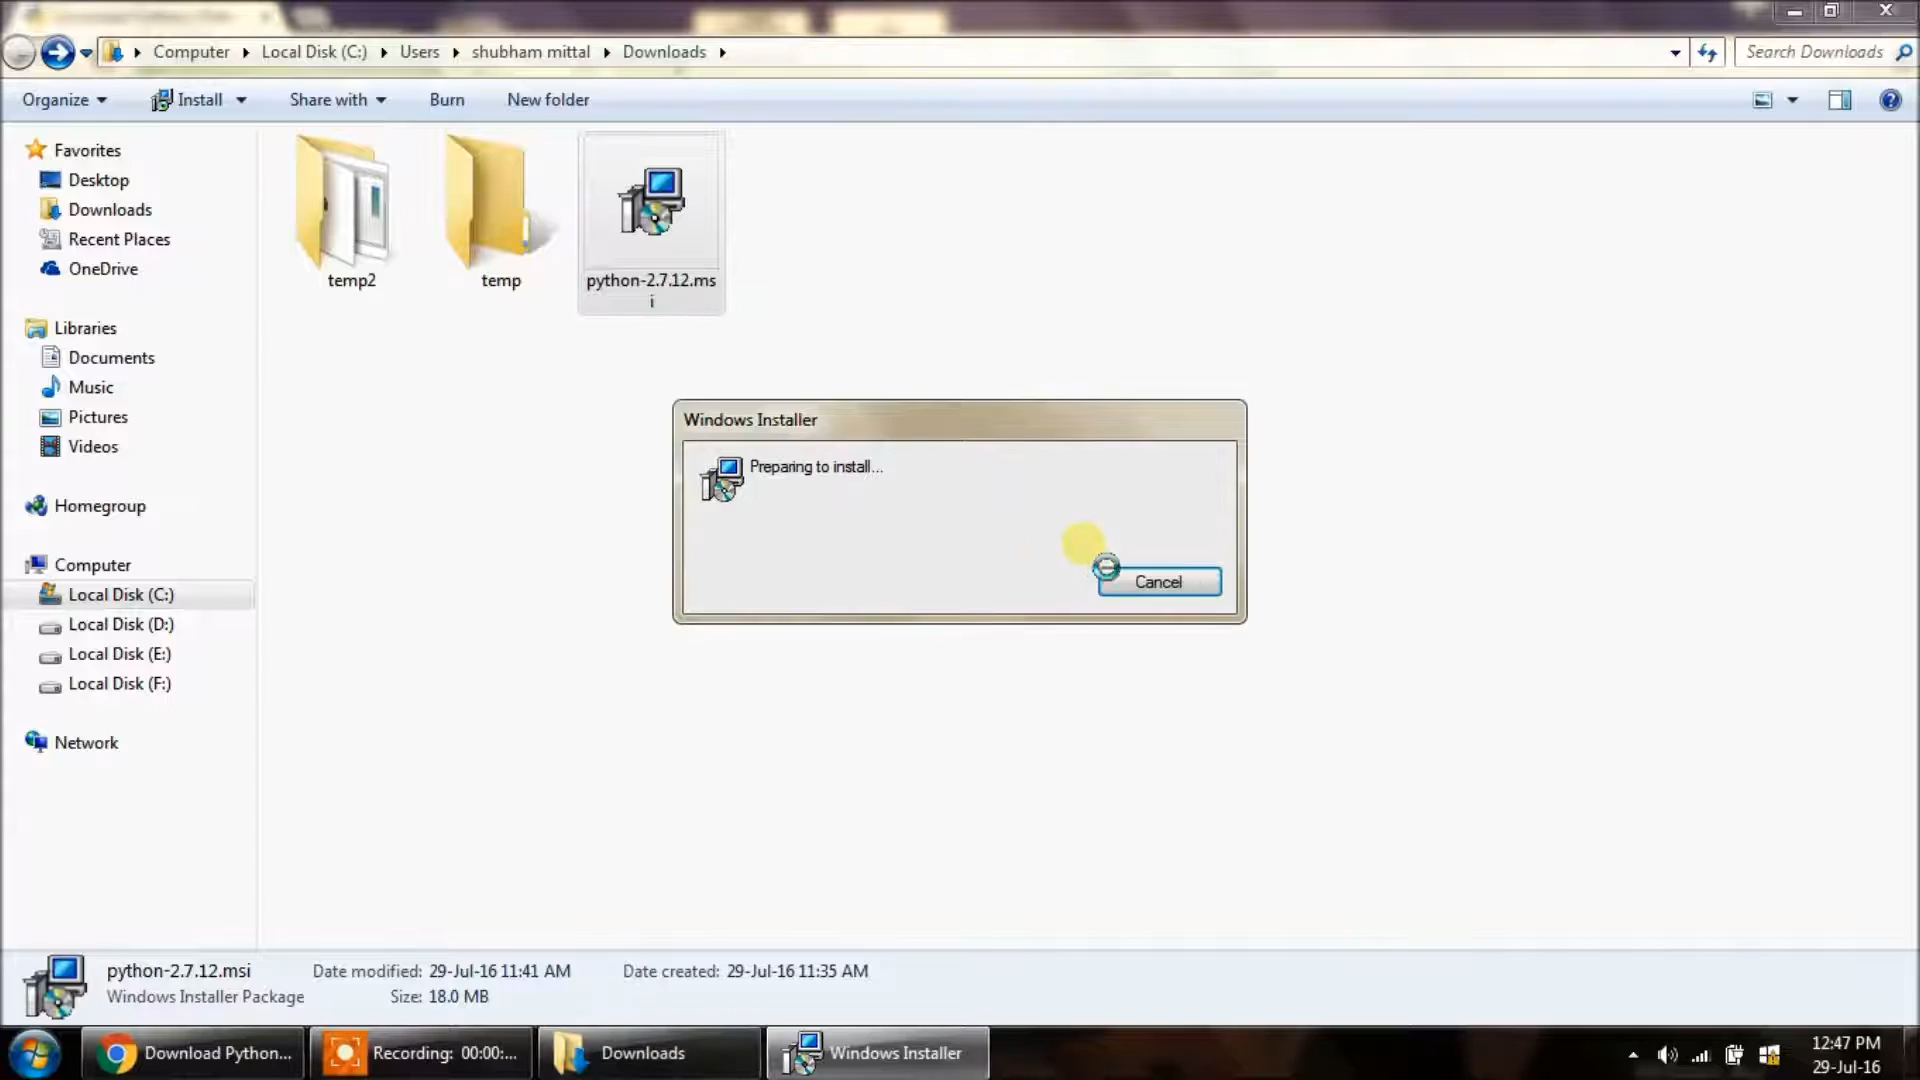 Computer Local Disk (C:) Users shubham mittal Downloads Search Downloads
Organize Install Share with Burn New folder
Favorites
Desktop
Downloads
Recent Places
OneDrive
Libraries
Documents
Music
Pictures
Videos
Homegroup
Computer
Local Disk (C:)
Local Disk (D:)
Local Disk (E:)
Local Disk (F:)
Network
temp2
temp
python-2.7.12.ms
i
Windows Installer
Preparing to install...
Cancel
python-2.7.12.msi Date modified: 29-Jul-16 11:41 AM Date created: 29-Jul-16 11:35 AM
Windows Installer Package Size: 18.0 MB
Download Python... Recording: 00:00:... Downloads Windows Installer
12:47 PM
29-Jul-16